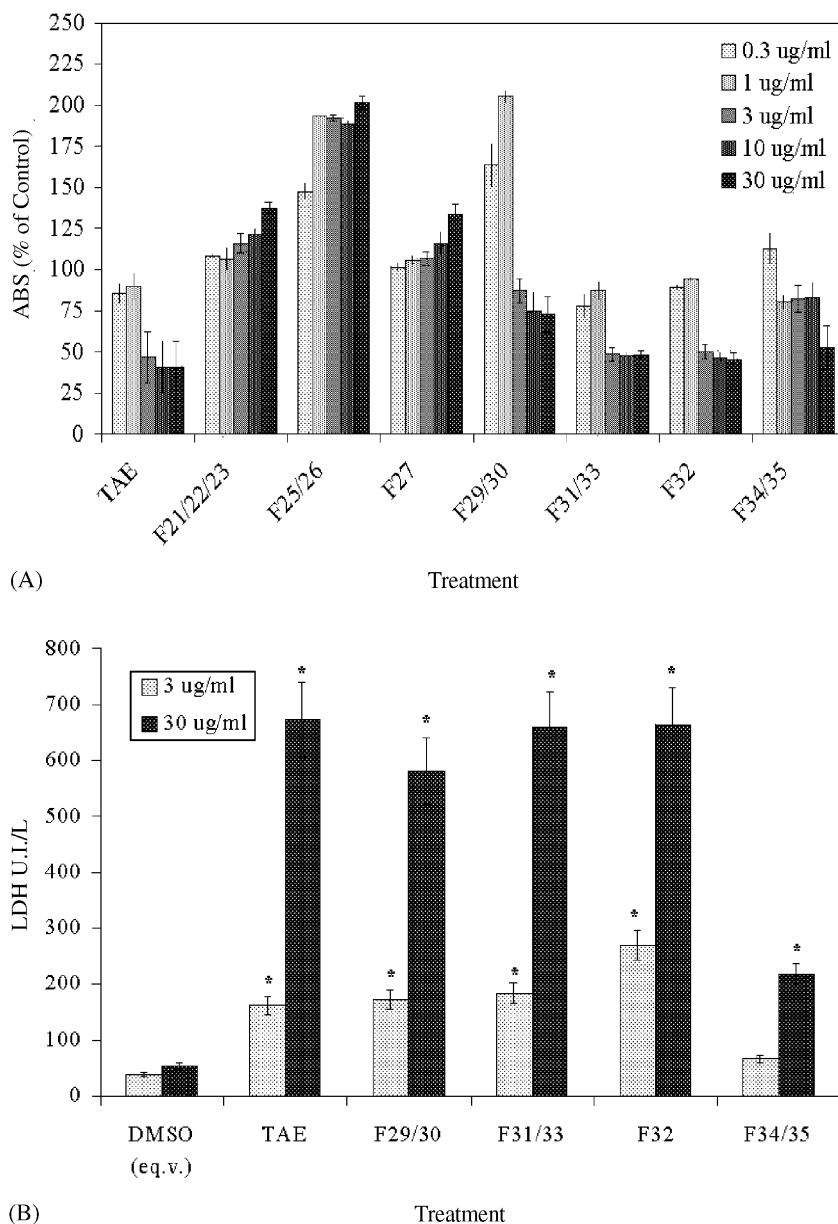 250
225
200
175
150
125
100
75
50
25
0
ABS (% of Control)
0.3 ug/ml
1 ug/ml
3 ug/ml
10 ug/ml
30 ug/ml
TAE
F21/22/23
F25/26
F27
F29/30
F31/33
F32
F34/35
(A)
Treatment
800
700
600
500
400
300
200
100
0
LDH U.I./L
3 ug/ml
30 ug/ml
* * * *
* * * * *
DMSO
(eq.v.)
TAE
F29/30
F31/33
F32
F34/35
(B)
Treatment